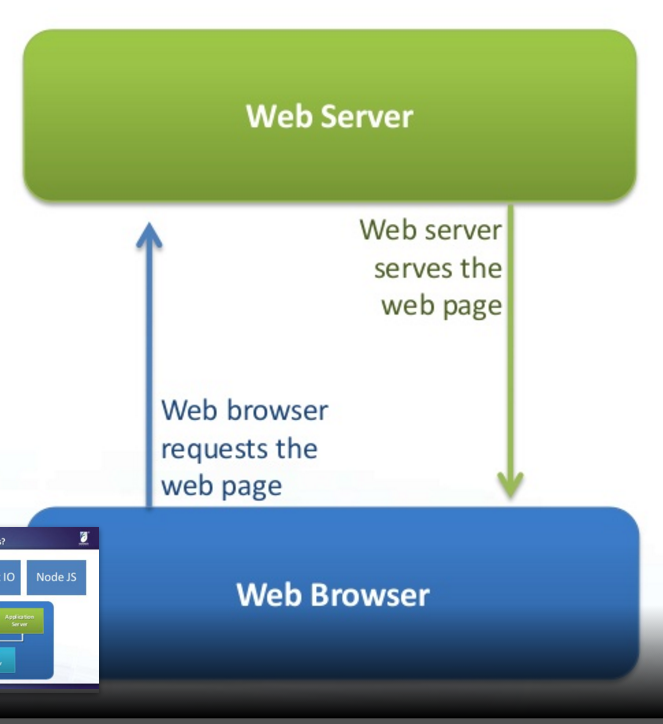 Web Server
Web server
serves the
web page
Web browser
requests the
web page
Web Browser
IO
Node JS
Application
Server